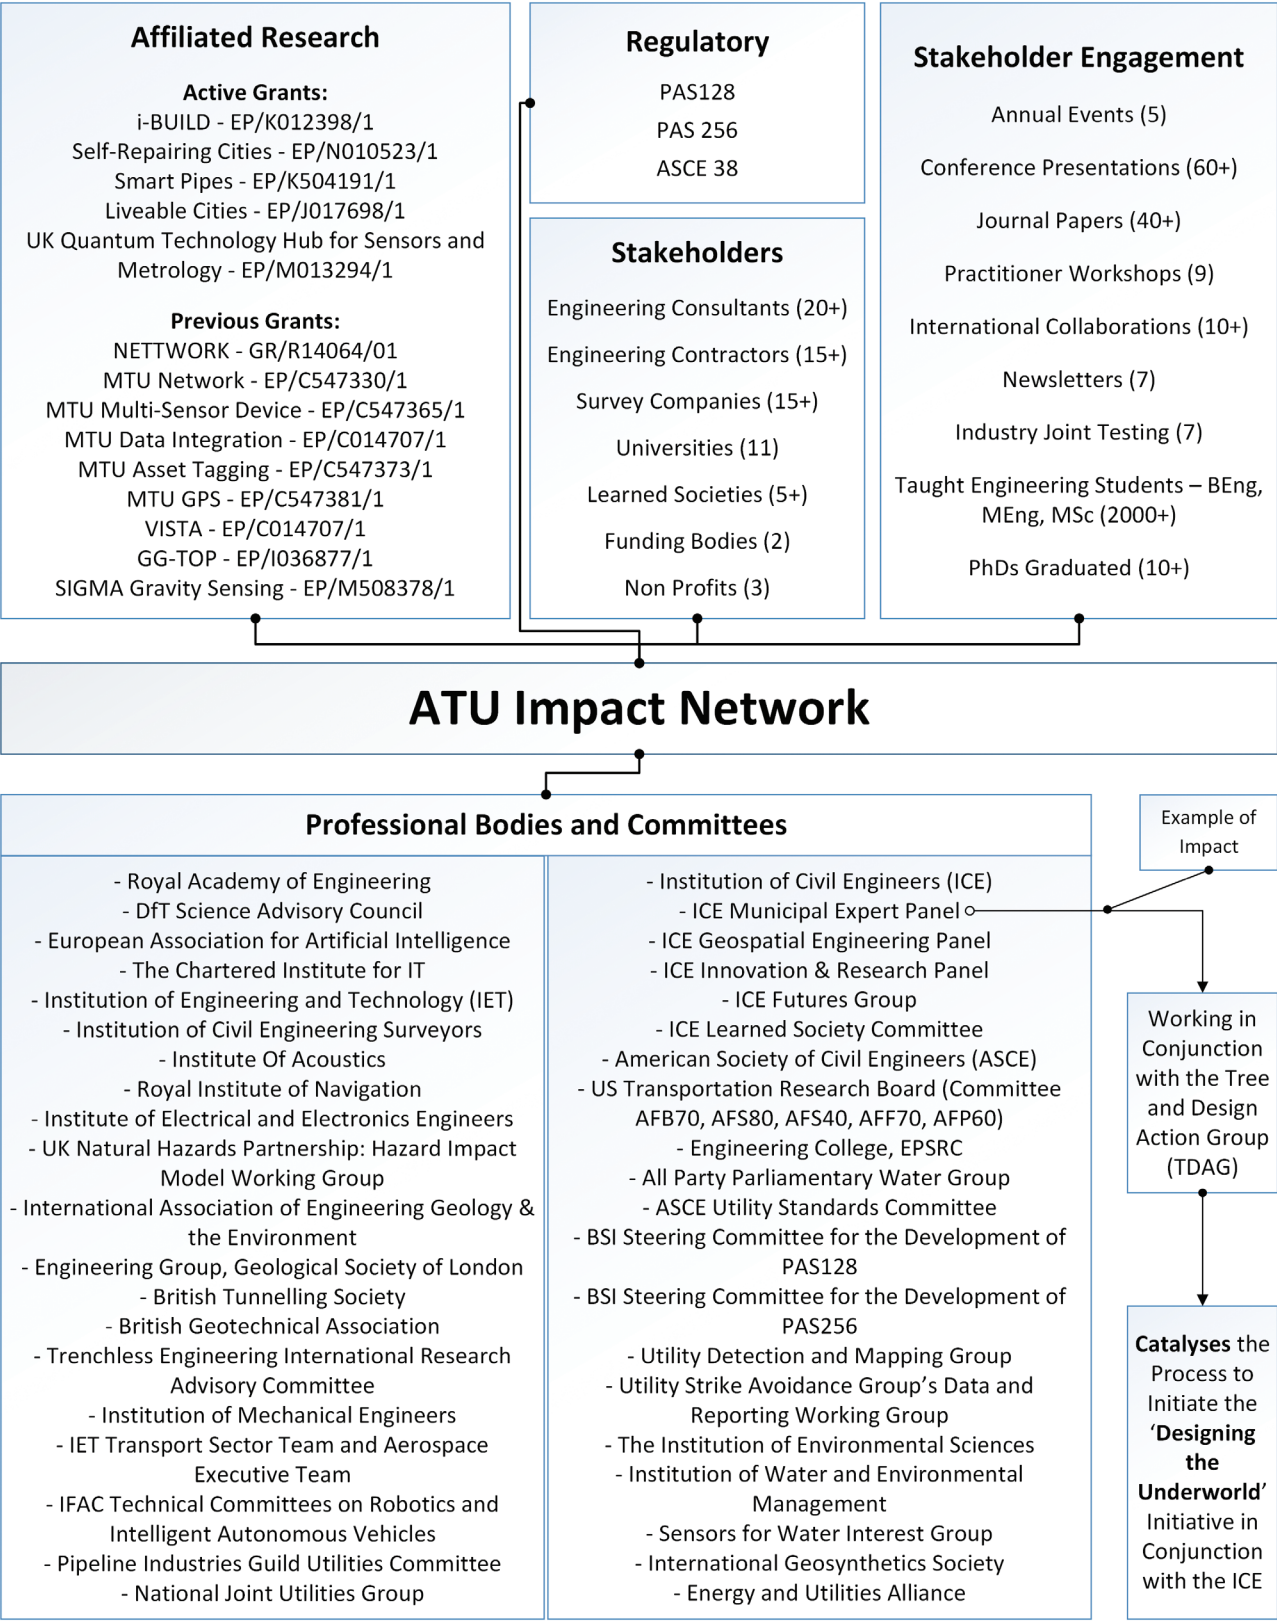 Affiliated Research
Active Grants:
i-BUILD - EP/K012398/1
Self-Repairing Cities - EP/N010523/1
Smart Pipes - EP/K504191/1
Liveable Cities - EP/J017698/1
UK Quantum Technology Hub for Sensors and
Metrology - EP/M013294/1
Previous Grants:
NETTWORK - GR/R14064/01
MTU Network - EP/C547330/1
MTU Multi-Sensor Device - EP/C547365/1
MTU Data Integration - EP/C014707/1
MTU Asset Tagging - EP/C547373/1
MTU GPS - EP/C547381/1
VISTA - EP/C014707/1
GG-TOP - EP/I036877/1
SIGMA Gravity Sensing - EP/M508378/1
Regulatory
PAS128
PAS 256
ASCE 38
Stakeholders
Engineering Consultants (20+)
Engineering Contractors (15+)
Survey Companies (15+)
Universities (11)
Learned Societies (5+)
Funding Bodies (2)
Non Profits (3)
Stakeholder Engagement
Annual Events (5)
Conference Presentations (60+)
Journal Papers (40+)
Practitioner Workshops (9)
International Collaborations (10+)
Newsletters (7)
Industry Joint Testing (7)
Taught Engineering Students – BEng,
MEng, MSc (2000+)
PhDs Graduated (10+)
ATU Impact Network
Professional Bodies and Committees
- Royal Academy of Engineering
- DfT Science Advisory Council
- European Association for Artificial Intelligence
- The Chartered Institute for IT
- Institution of Engineering and Technology (IET)
- Institution of Civil Engineering Surveyors
- Institute Of Acoustics
- Royal Institute of Navigation
- Institute of Electrical and Electronics Engineers
- UK Natural Hazards Partnership: Hazard Impact
Model Working Group
- International Association of Engineering Geology &
the Environment
- Engineering Group, Geological Society of London
- British Tunnelling Society
- British Geotechnical Association
- Trenchless Engineering International Research
Advisory Committee
- Institution of Mechanical Engineers
- IET Transport Sector Team and Aerospace
Executive Team
- IFAC Technical Committees on Robotics and
Intelligent Autonomous Vehicles
- Pipeline Industries Guild Utilities Committee
- National Joint Utilities Group
- Institution of Civil Engineers (ICE)
- ICE Municipal Expert Panel
- ICE Geospatial Engineering Panel
- ICE Innovation & Research Panel
- ICE Futures Group
- ICE Learned Society Committee
- American Society of Civil Engineers (ASCE)
- US Transportation Research Board (Committee
AFB70, AFS80, AFS40, AFF70, AFP60)
- Engineering College, EPSRC
- All Party Parliamentary Water Group
- ASCE Utility Standards Committee
- BSI Steering Committee for the Development of
PAS128
- BSI Steering Committee for the Development of
PAS256
- Utility Detection and Mapping Group
- Utility Strike Avoidance Group’s Data and
Reporting Working Group
- The Institution of Environmental Sciences
- Institution of Water and Environmental
Management
- Sensors for Water Interest Group
- International Geosynthetics Society
- Energy and Utilities Alliance
Example of
Impact
Working in
Conjunction
with the Tree
and Design
Action Group
(TDAG)
Catalyses the
Process to
Initiate the
‘Designing
the
Underworld’
Initiative in
Conjunction
with the ICE